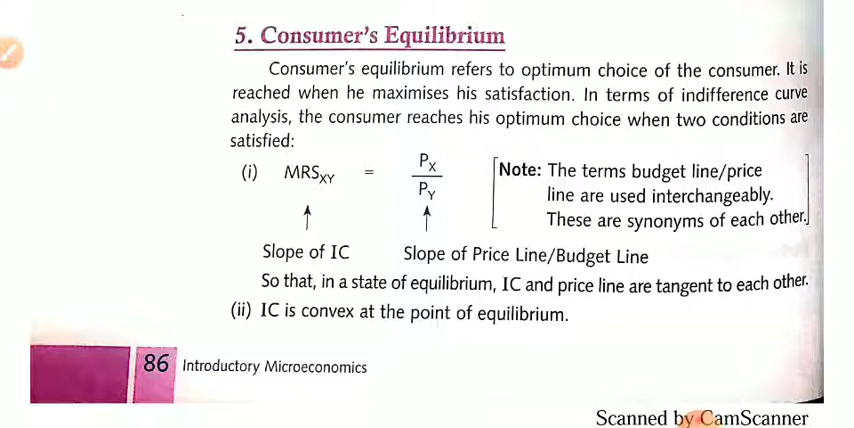 5. Consumer's Equilibrium
Consumer's equilibrium refers to optimum choice of the consumer. It is
reached when he maximises his satisfaction. In terms of indifference curve
analysis, the consumer reaches his optimum choice when two conditions are
satisfied:
(i) MRSXY = PX/PY [Note: The terms budget line/price
line are used interchangeably.
These are synonyms of each other.]
↑ ↑
Slope of IC Slope of Price Line/Budget Line
So that, in a state of equilibrium, IC and price line are tangent to each other.
(ii) IC is convex at the point of equilibrium.
86 Introductory Microeconomics
Scanned by CamScanner